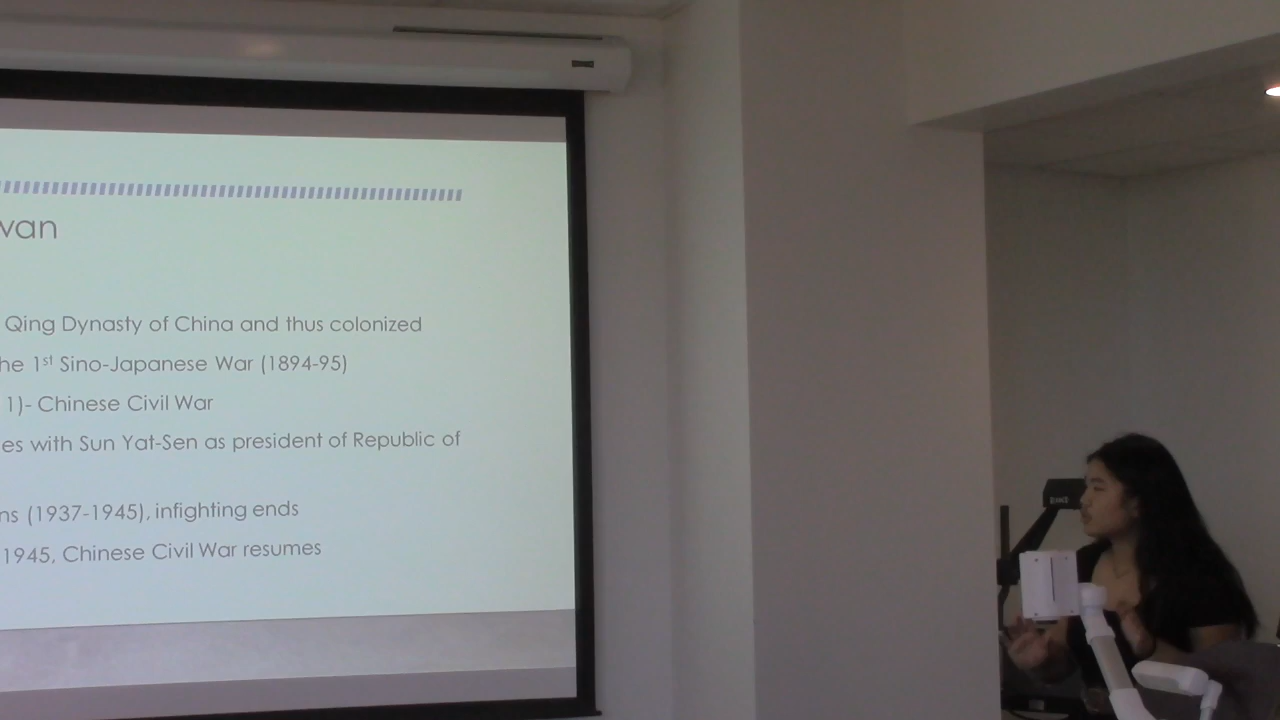 wan
Qing Dynasty of China and thus colonized
he 1st Sino-Japanese War (1894-95)
1)- Chinese Civil War
es with Sun Yat-Sen as president of Republic of
ns (1937-1945), infighting ends
1945, Chinese Civil War resumes